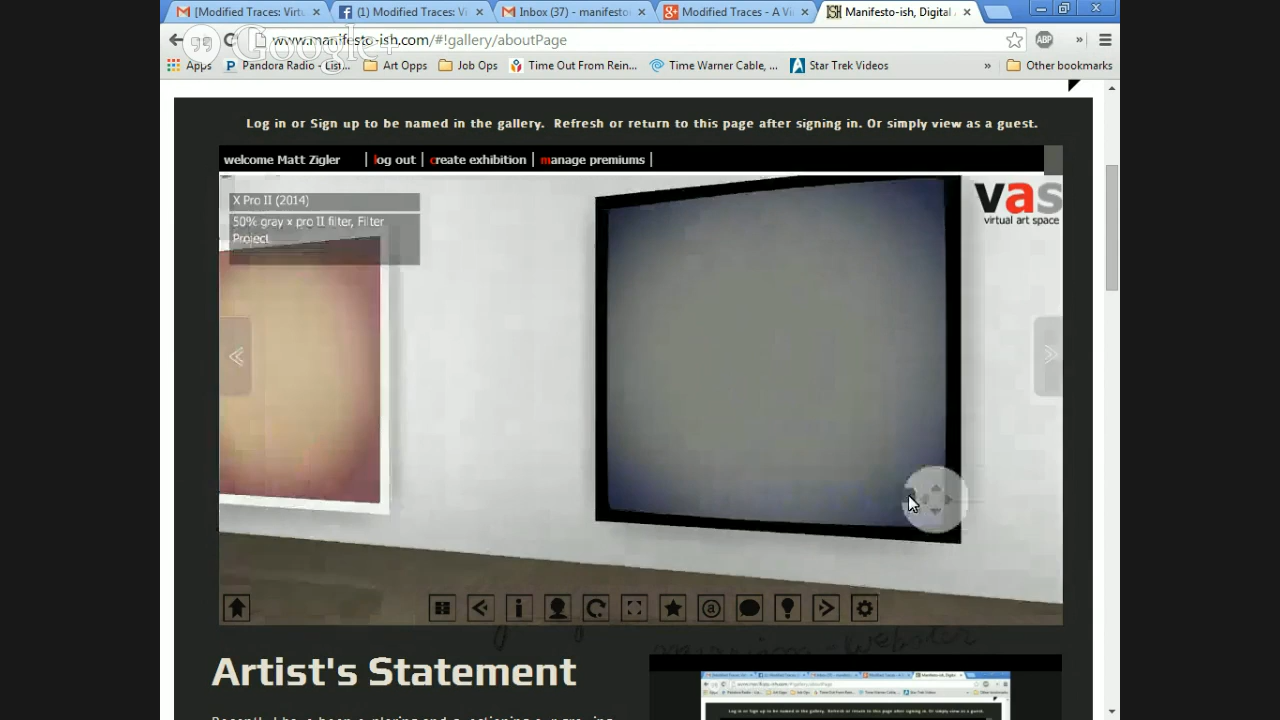 [Modified Traces: Virtu
(1) Modified Traces: Vi
Inbox (37) - manifesto
Modified Traces - A Vi
Manifesto-ish, Digital
www.manifesto-ish.com/#!gallery/aboutPage
Google+
ABP
Apps
Pandora Radio - List...
Art Opps
Job Ops
Time Out From Rein...
Time Warner Cable, ...
Star Trek Videos
Other bookmarks
Log in or Sign up to be named in the gallery. Refresh or return to this page after signing in. Or simply view as a guest.
welcome Matt Zigler | log out | create exhibition | manage premiums |
X Pro II (2014)
50% gray x pro II filter, Filter
Project
vas
virtual art space
Artist's Statement